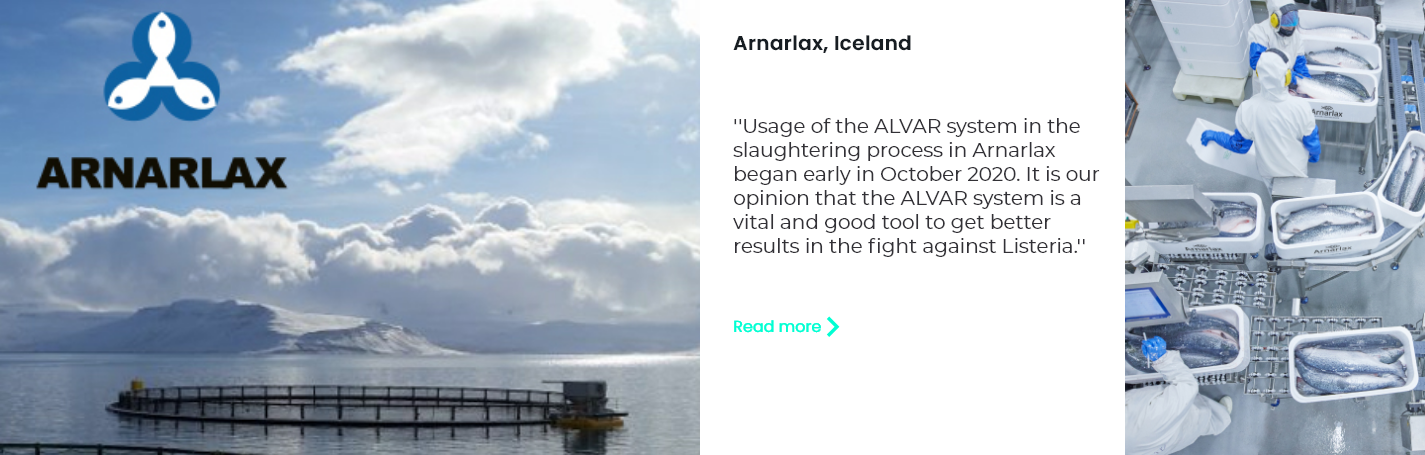 ARNARLAX
Arnarlax, Iceland
''Usage of the ALVAR system in the
slaughtering process in Arnarlax
began early in October 2020. It is our
opinion that the ALVAR system is a
vital and good tool to get better
results in the fight against Listeria.''
Read more
Arnarlax
Arnarlax
Arnarlax